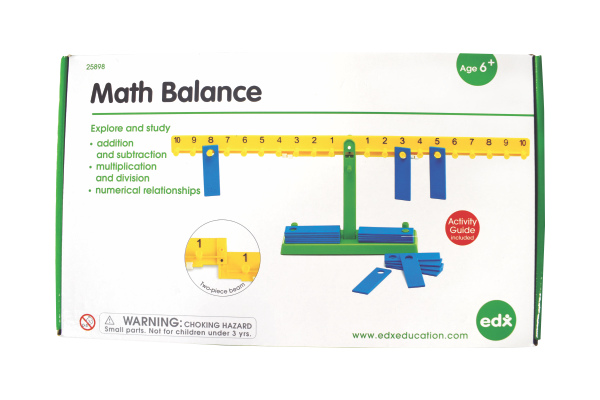 25898
Math Balance
Age 6+
Explore and study
• addition
and subtraction
• multiplication
and division
• numerical relationships
10 9 8 7 6 5 4 3 2 1 1 2 3 4 5 6 7 8 9 10
1
1
Two-piece beam
Activity
Guide
Included
WARNING: CHOKING HAZARD
Small parts. Not for children under 3 yrs.
www.edxeducation.com
edx